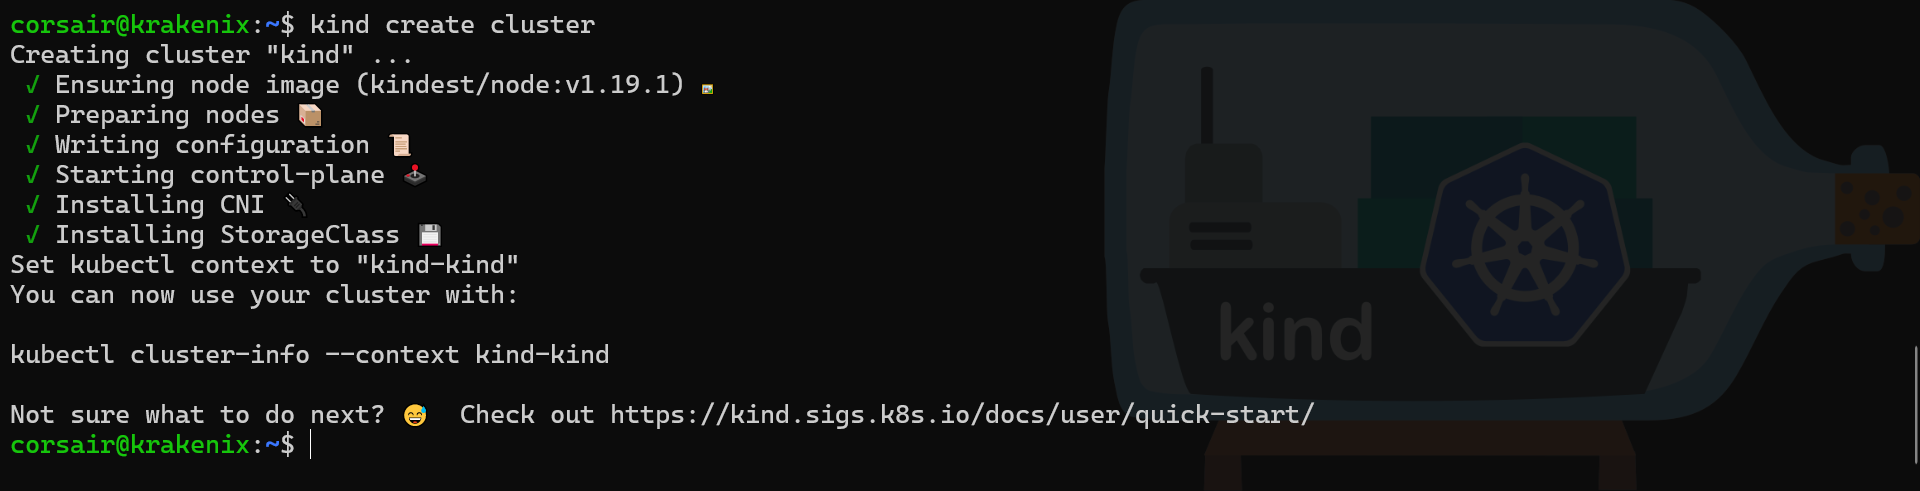 corsair@krakenix:~$ kind create cluster
Creating cluster "kind" ...
✓ Ensuring node image (kindest/node:v1.19.1) 🖼
✓ Preparing nodes 📦
✓ Writing configuration 📜
✓ Starting control-plane 🕹️
✓ Installing CNI 🔌
✓ Installing StorageClass 💾
Set kubectl context to "kind-kind"
You can now use your cluster with:
kubectl cluster-info --context kind-kind
Not sure what to do next? 😅  Check out https://kind.sigs.k8s.io/docs/user/quick-start/
corsair@krakenix:~$
kind